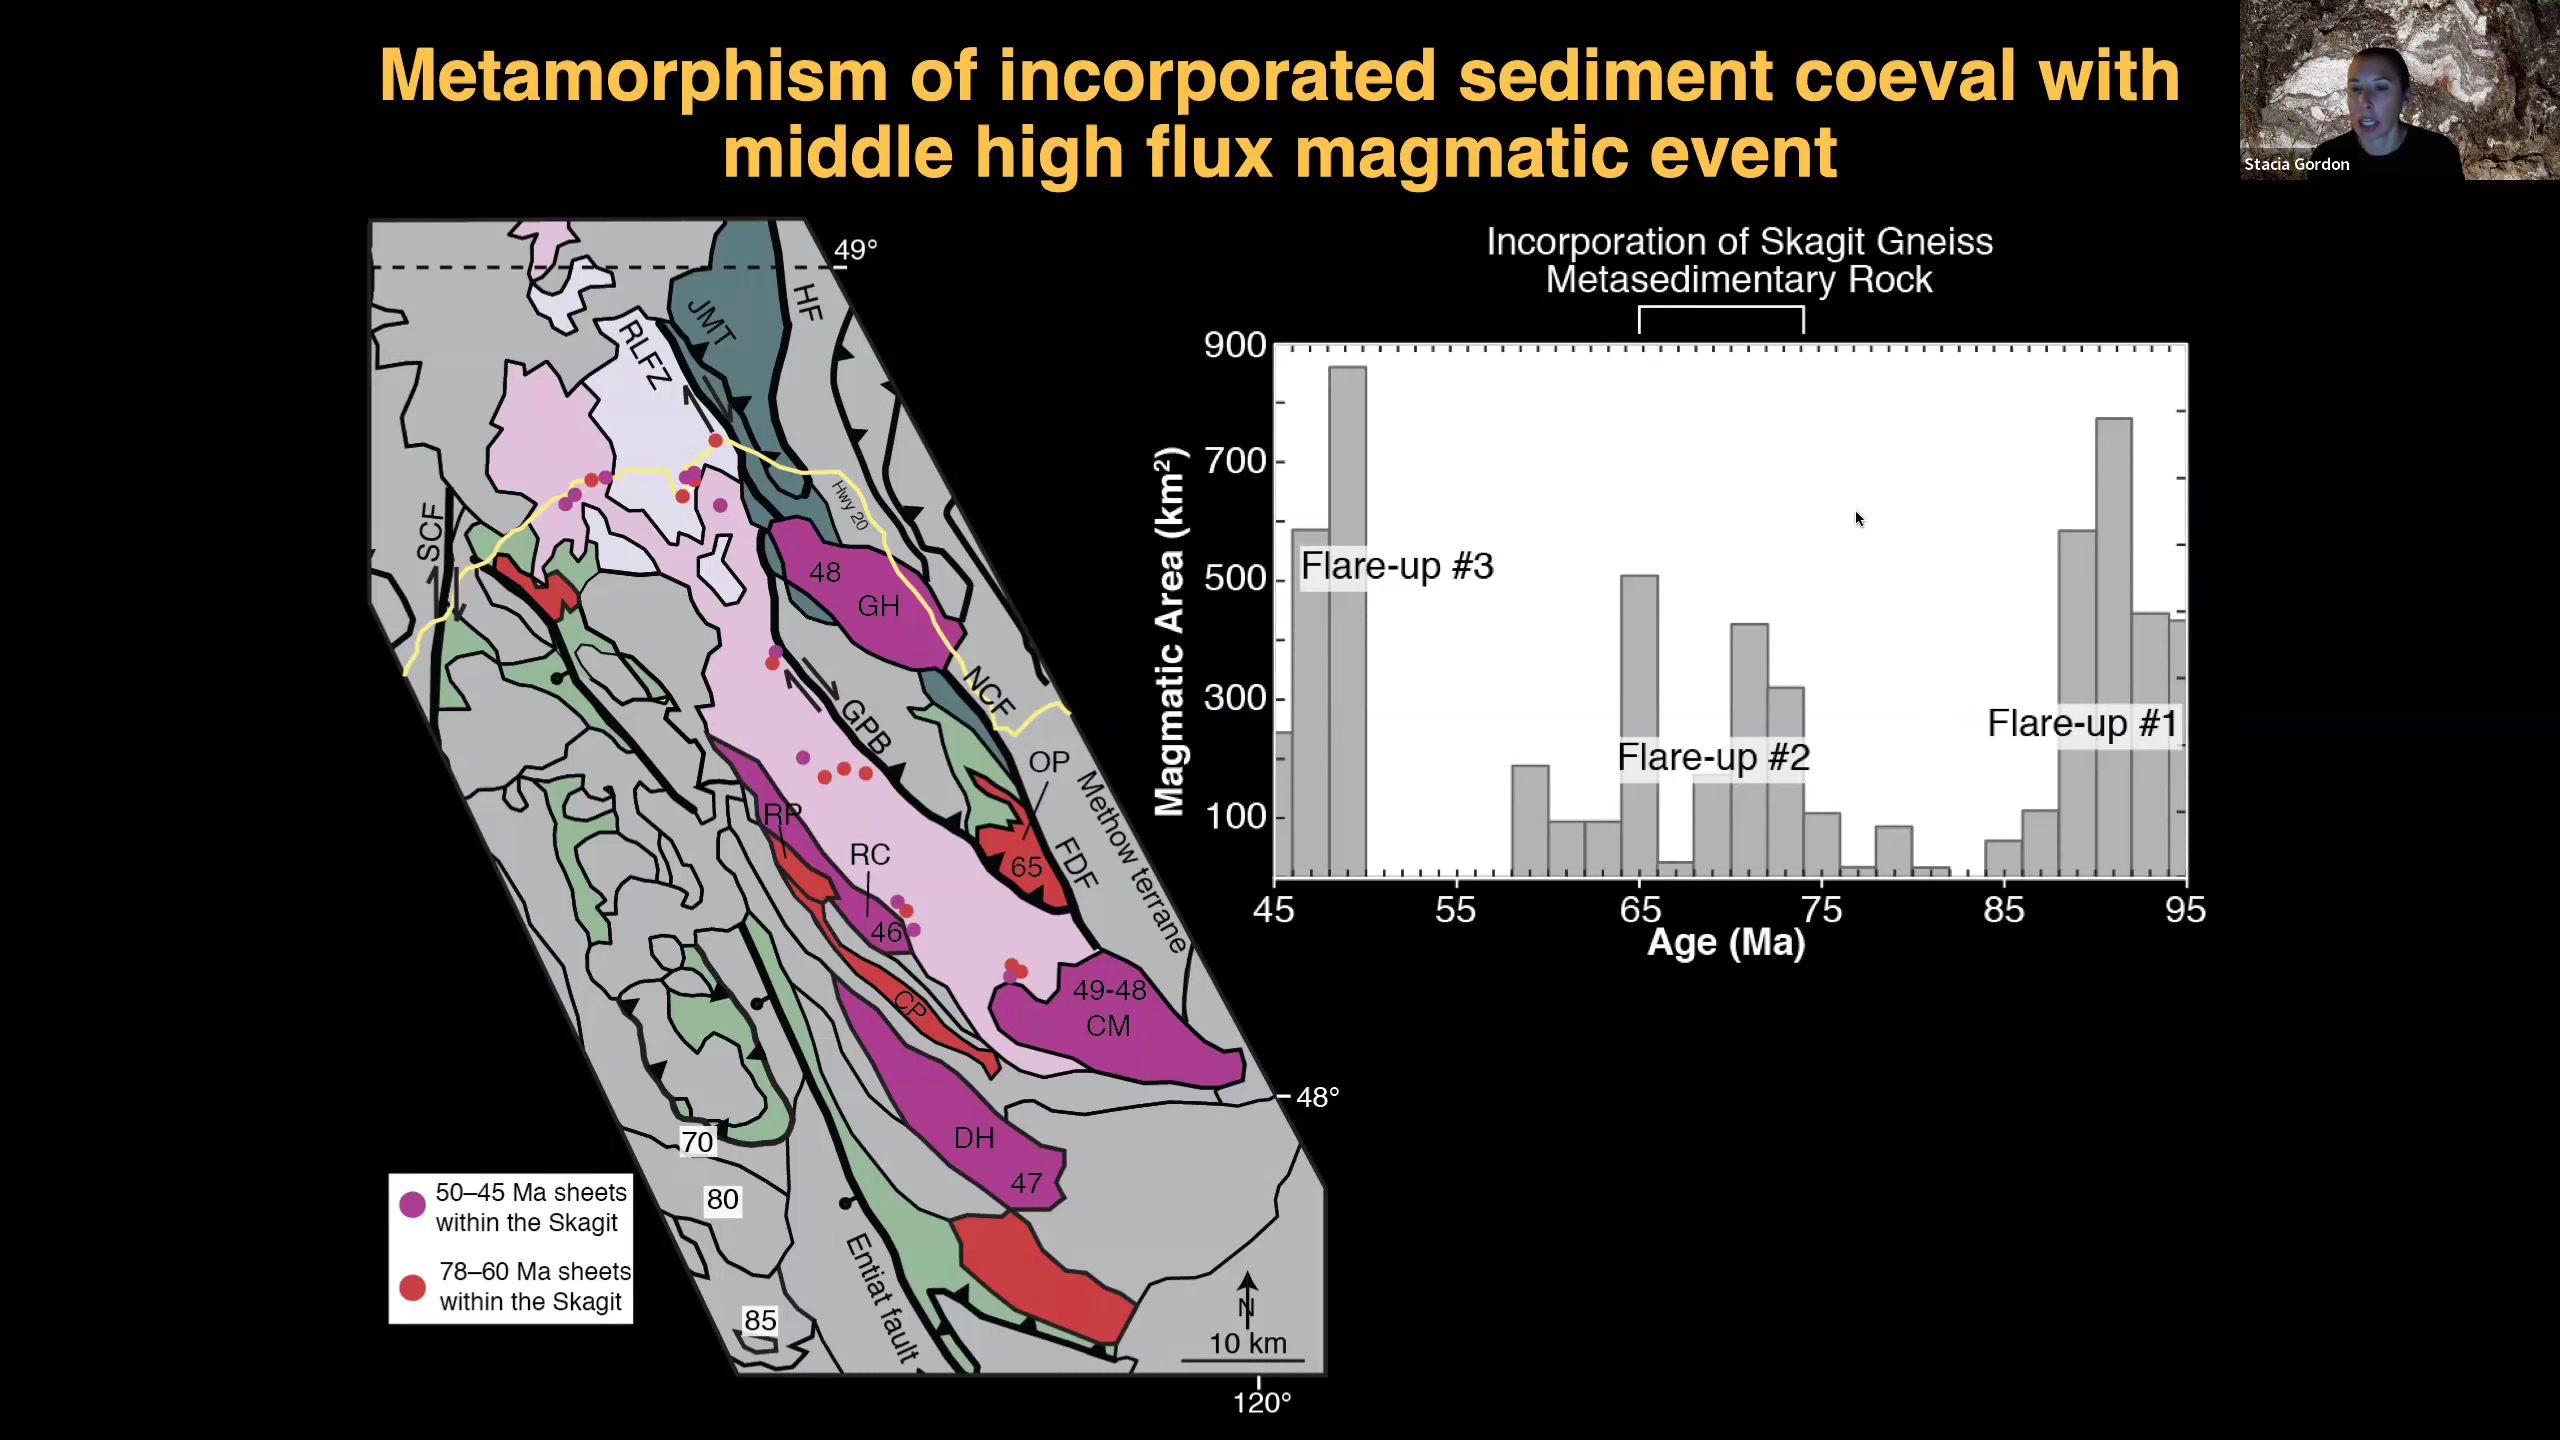 Metamorphism of incorporated sediment coeval with
middle high flux magmatic event
Stacia Gordon
49°
HF
JMT
RLFZ
Hwy 20
SCF
48
GH
NCF
GPB
OP
Methow terrane
RP
RC
65
FDF
46
CP
49-48
CM
48°
DH
47
70
80
85
Entiat fault
N
10 km
120°
50–45 Ma sheets
within the Skagit
78–60 Ma sheets
within the Skagit
Incorporation of Skagit Gneiss
Metasedimentary Rock
900
700
500
300
100
Magmatic Area (km²)
Flare-up #3
Flare-up #2
Flare-up #1
45 55 65 75 85 95
Age (Ma)